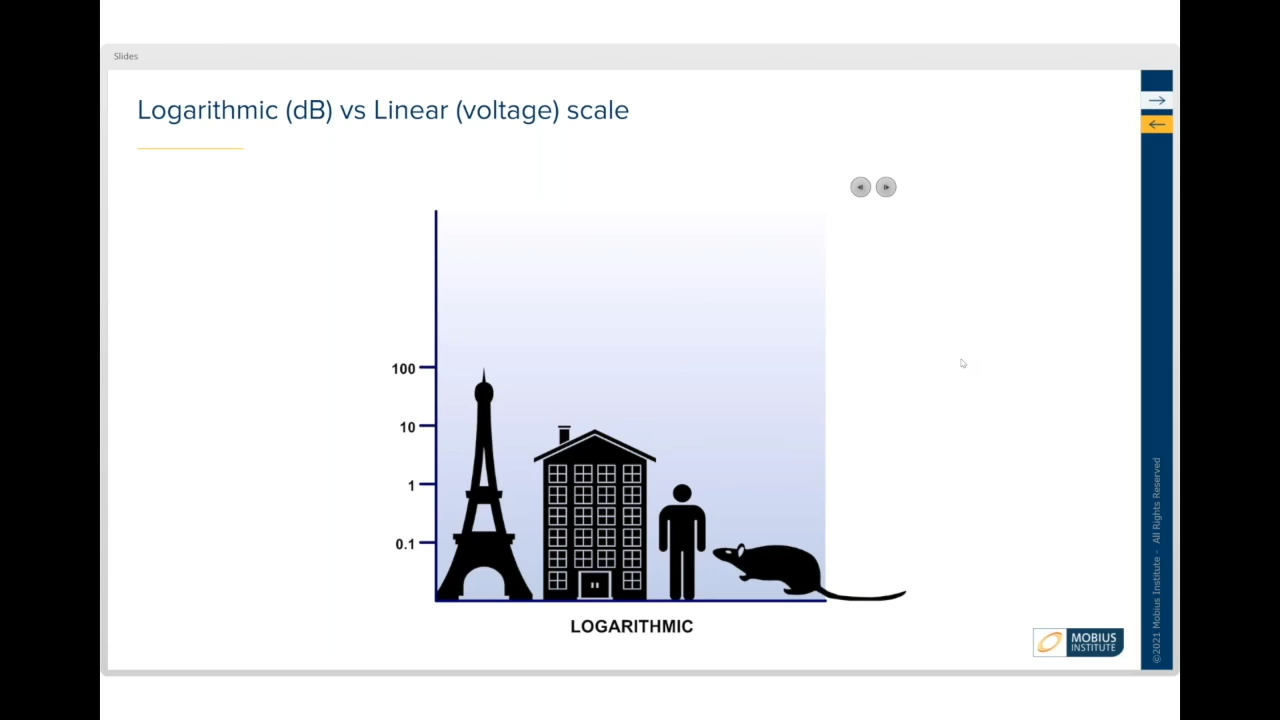 Slides
Logarithmic (dB) vs Linear (voltage) scale
100
10
1
0.1
LOGARITHMIC
MOBIUS
INSTITUTE
©2021 Mobius Institute - All Rights Reserved